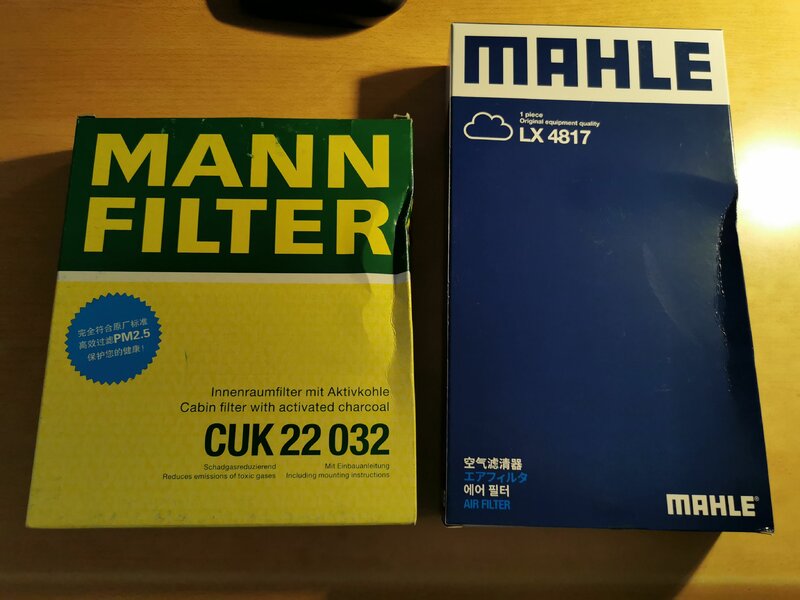 MANN
FILTER
完全符合原厂标准
高效过滤PM2.5
保护您的健康!
Innenraumfilter mit Aktivkohle
Cabin filter with activated charcoal
CUK 22 032
Schadgasreduzierend
Reduces emissions of toxic gases
Mit Einbauanleitung
Including mounting instructions
MAHLE
1 piece
Original equipment quality
LX 4817
空气滤清器
エアフィルタ
에어 필터
AIR FILTER
MAHLE®